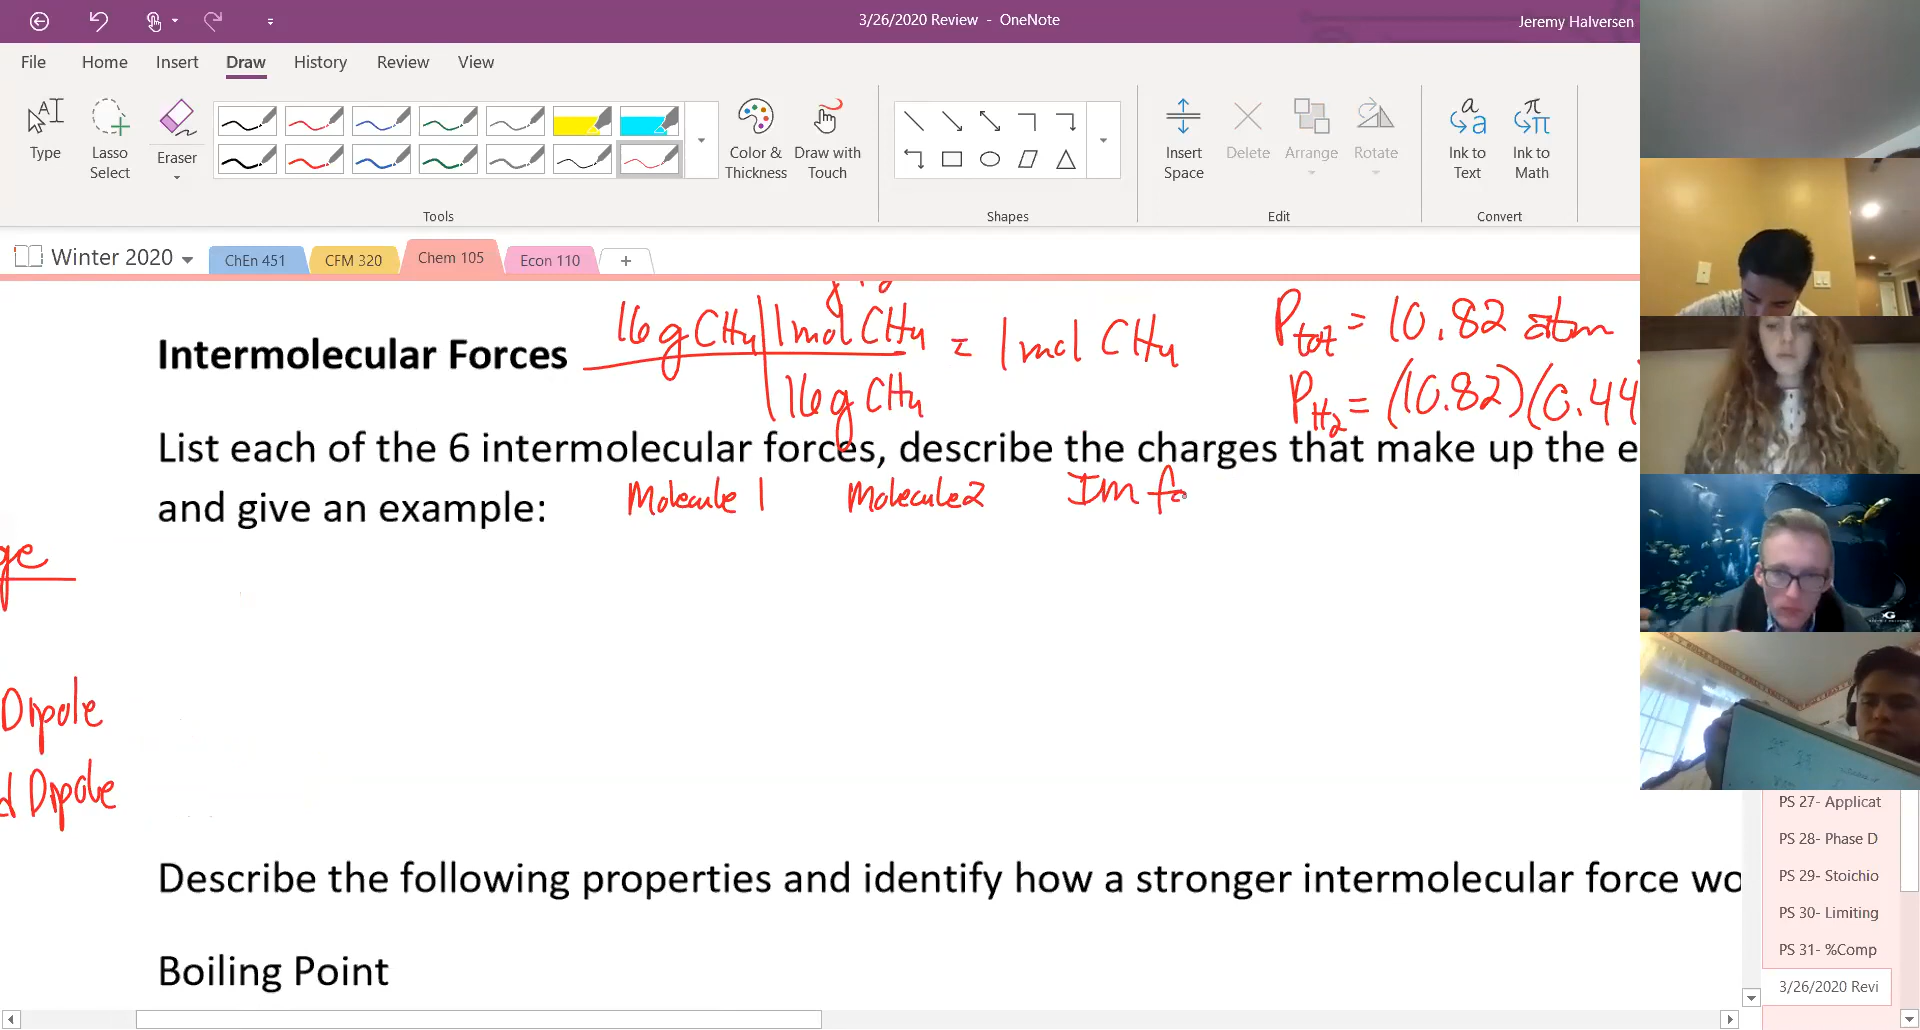 3/26/2020 Review - OneNote
Jeremy Halversen
File Home Insert Draw History Review View
Type
Lasso Select
Eraser
Color & Thickness
Draw with Touch
Insert Space
Delete
Arrange
Rotate
Ink to Text
Ink to Math
Tools
Shapes
Edit
Convert
Winter 2020
ChEn 451
CFM 320
Chem 105
Econ 110
Intermolecular Forces
16g CH4 | 1 mol CH4 = 1 mol CH4
16g CH4
Ptot = 10.82 atm
PH2 = (10.82)(0.44
List each of the 6 intermolecular forces, describe the charges that make up the e
and give an example:
Molecule 1 Molecule 2 IM fo
ge
Dipole
d Dipole
Describe the following properties and identify how a stronger intermolecular force wo
Boiling Point
PS 27- Applicat
PS 28- Phase D
PS 29- Stoichio
PS 30- Limiting
PS 31- %Comp
3/26/2020 Revi